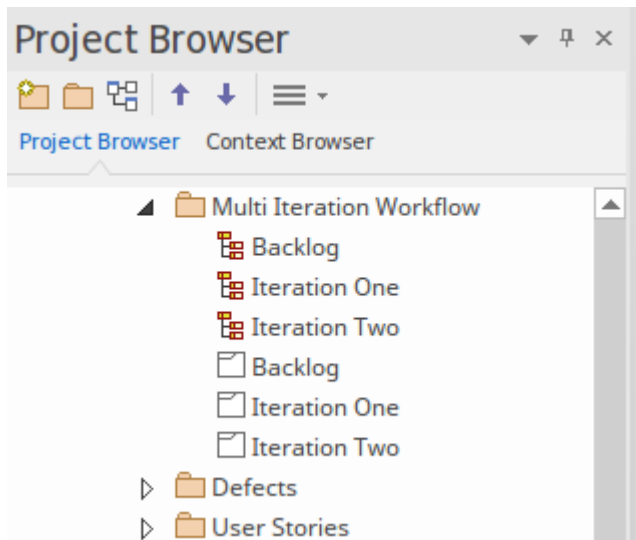 Project Browser
Project Browser Context Browser
Multi Iteration Workflow
Backlog
Iteration One
Iteration Two
Backlog
Iteration One
Iteration Two
Defects
User Stories